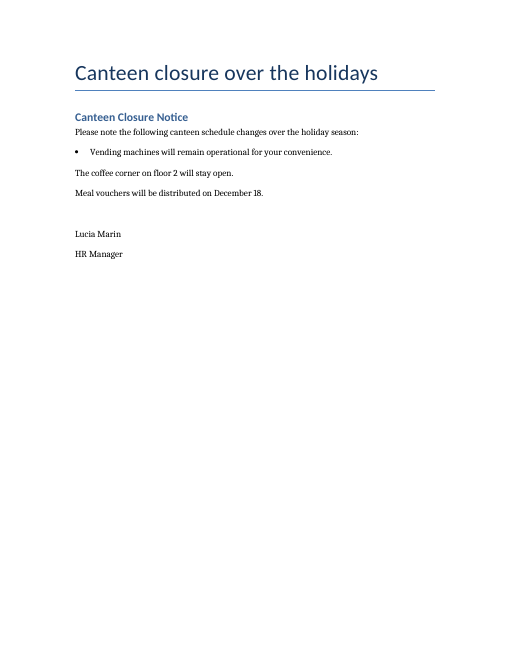 Canteen closure over the holidays
Canteen Closure Notice
Please note the following canteen schedule changes over the holiday season:
• Vending machines will remain operational for your convenience.
The coffee corner on floor 2 will stay open.
Meal vouchers will be distributed on December 18.
Lucia Marin
HR Manager